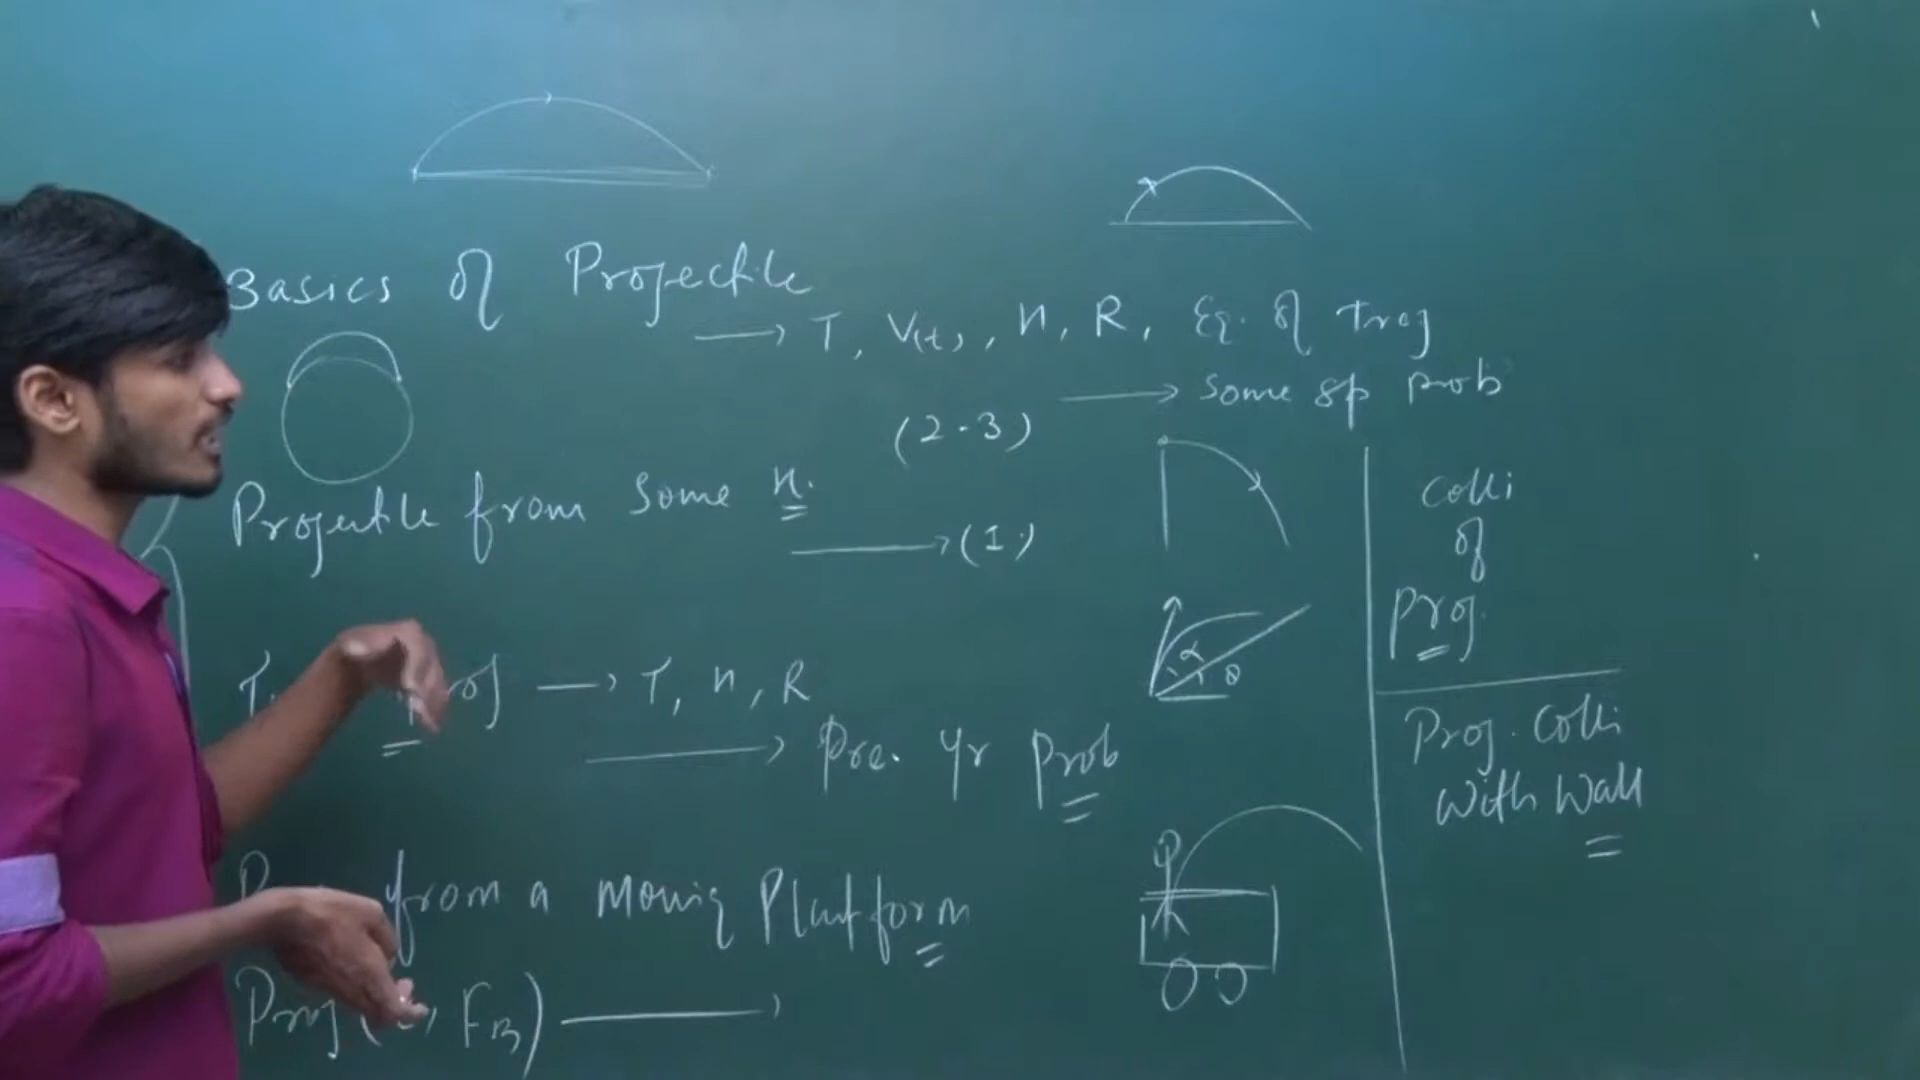 Basics of Projectile
→ T, V(t), H, R, Eq. of Traj
→ Some sp prob
(2-3)
Projectile from some H.
→ (1)
α
θ
→ T, H, R
→ Pre. yr Prob
from a Moving Platform
Proj ( , FB) →
Colli
of
Proj.
Proj. Colli
with Wall